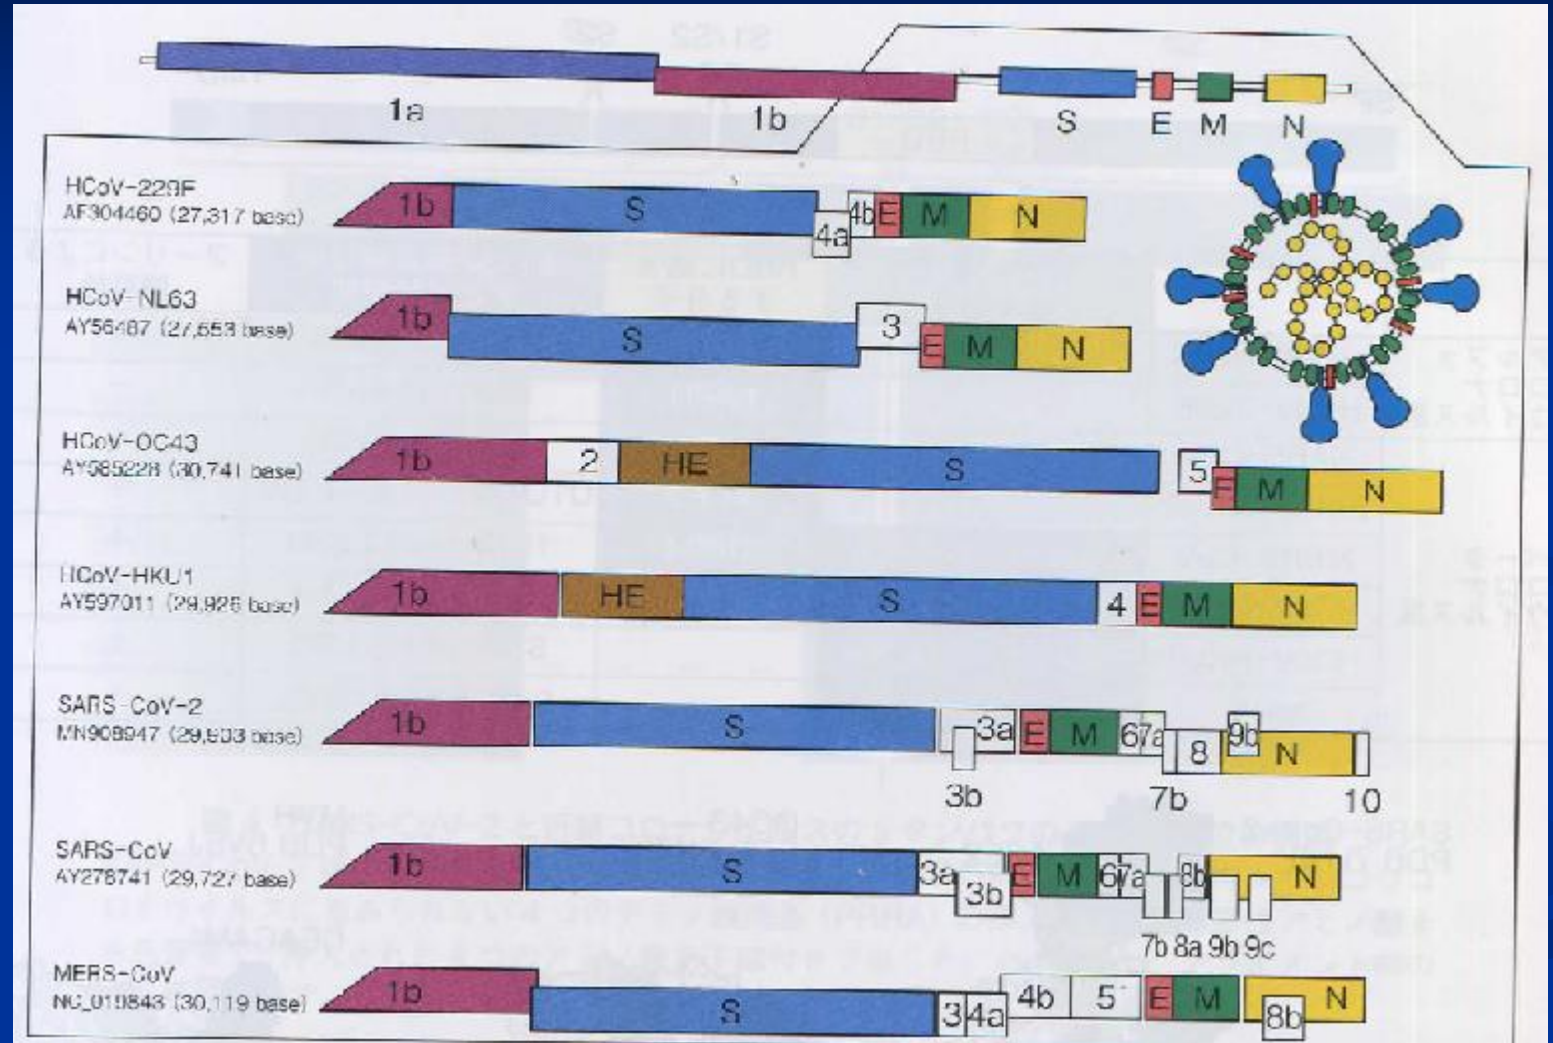 1a
1b
S E M N
HCoV-229E
AF304460 (27,317 base)
1b S 4a 4b E M N
HCoV-NL63
AY56487 (27,553 base)
1b S 3 E M N
HCoV-OC43
AY585228 (30,741 base)
1b 2 HE S 5 E M N
HCoV-HKU1
AY597011 (29,926 base)
1b HE S 4 E M N
SARS-CoV-2
MN908947 (29,903 base)
1b S 3a E M 6 7a 8 9b N
3b 7b 10
SARS-CoV
AY278741 (29,727 base)
1b S 3a 3b E M 6 7a 8b N
7b 8a 9b 9c
MERS-CoV
NC_019843 (30,119 base)
1b S 3 4a 4b 5 E M 8b N